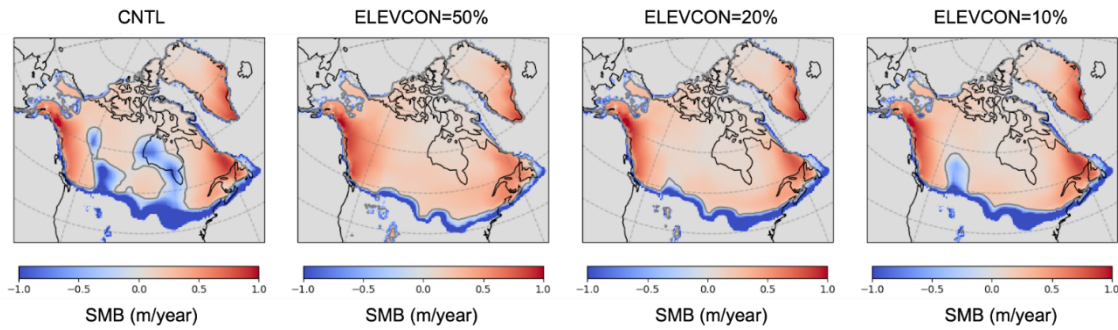 CNTL ELEVCON=50% ELEVCON=20% ELEVCON=10%
−1.0 −0.5 0.0 0.5 1.0 −1.0 −0.5 0.0 0.5 1.0 −1.0 −0.5 0.0 0.5 1.0 −1.0 −0.5 0.0 0.5 1.0
SMB (m/year) SMB (m/year) SMB (m/year) SMB (m/year)